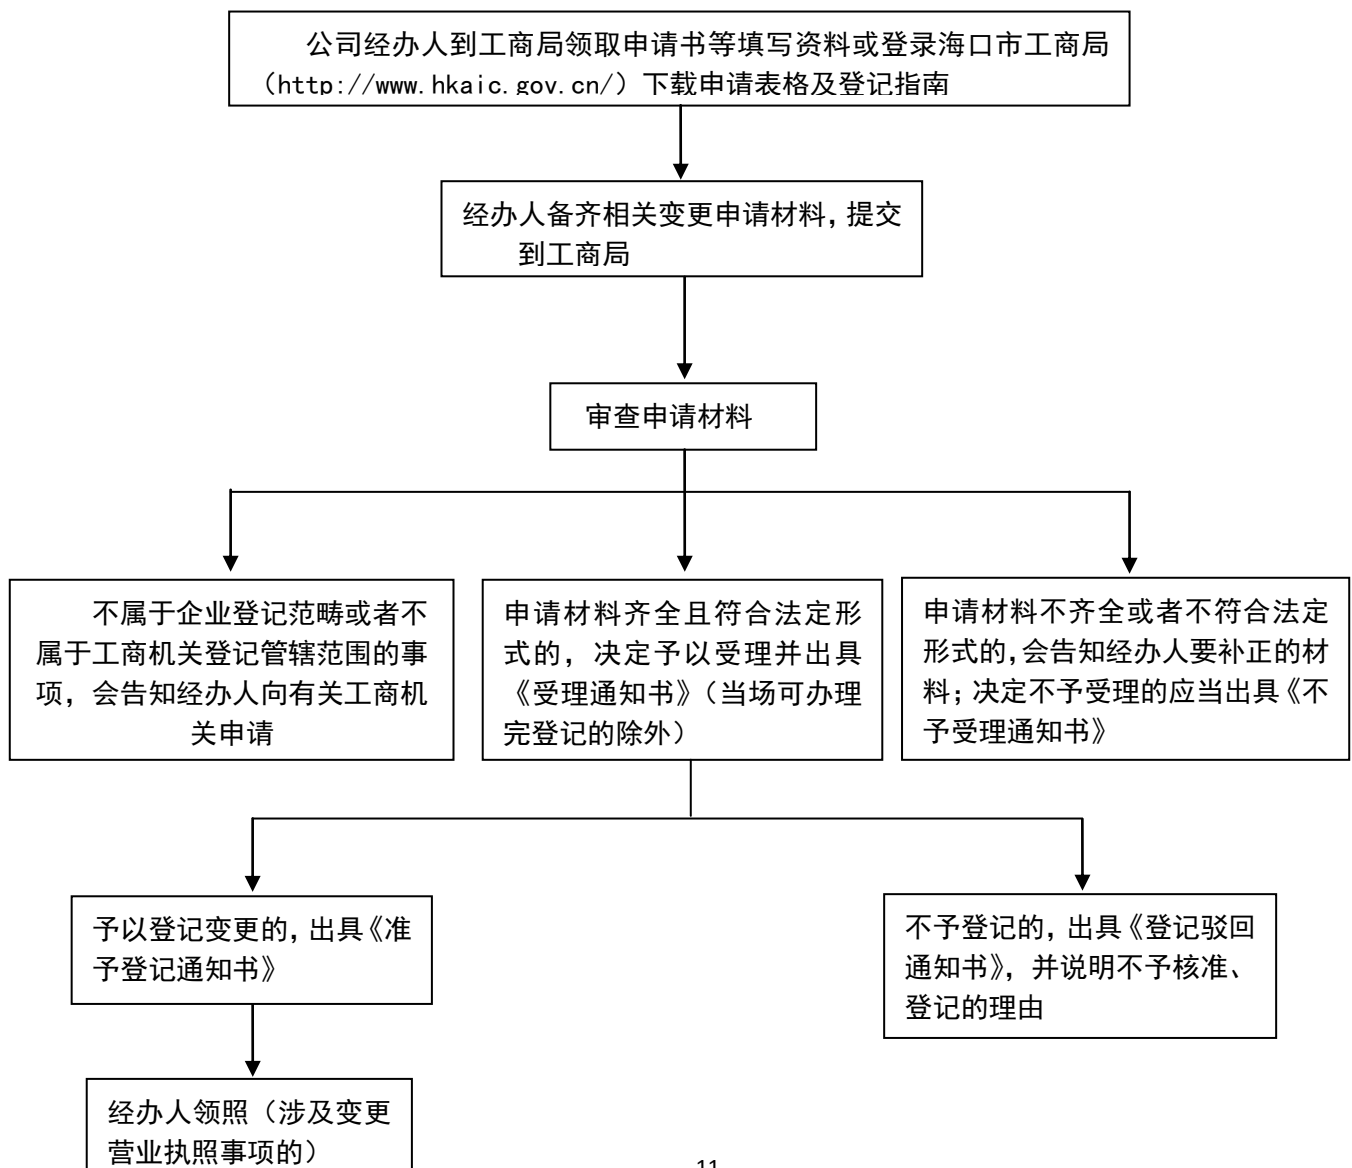 公司经办人到工商局领取申请书等填写资料或登录海口市工商局
（http://www.hkaic.gov.cn/）下载申请表格及登记指南
经办人备齐相关变更申请材料，提交
到工商局
审查申请材料
不属于企业登记范畴或者不
属于工商机关登记管辖范围的事
项，会告知经办人向有关工商机
关申请
申请材料齐全且符合法定形
式的，决定予以受理并出具
《受理通知书》（当场可办理
完登记的除外）
申请材料不齐全或者不符合法定
形式的，会告知经办人要补正的材
料；决定不予受理的应当出具《不
予受理通知书》
予以登记变更的，出具《准
予登记通知书》
不予登记的，出具《登记驳回
通知书》，并说明不予核准、
登记的理由
经办人领照（涉及变更
营业执照事项的）
11